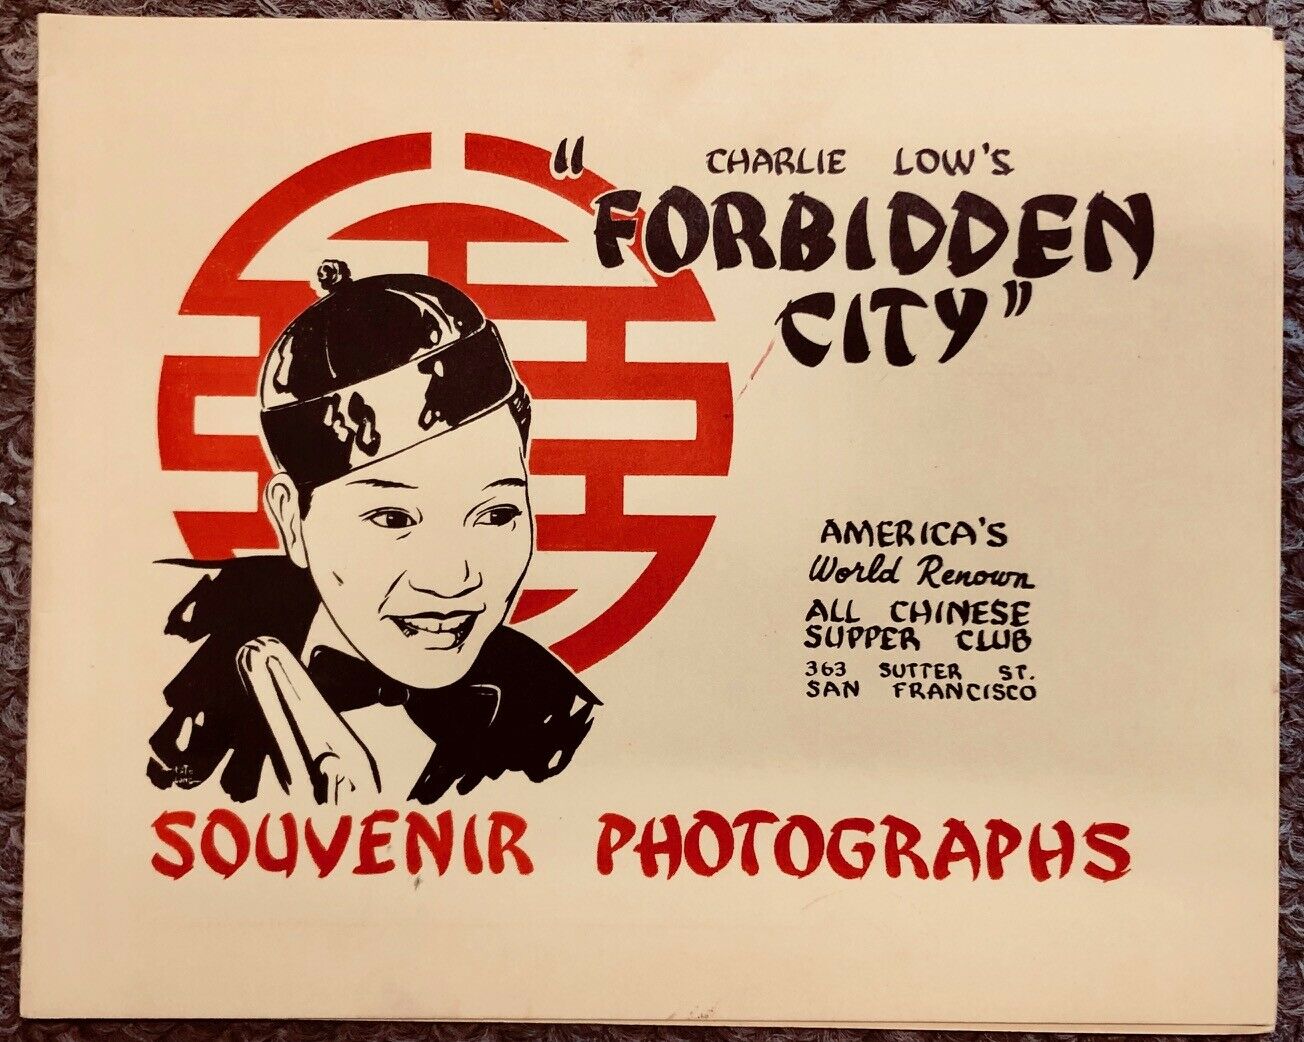 CHARLIE LOW'S
"FORBIDDEN
CITY"
AMERICA'S
World Renown
ALL CHINESE
SUPPER CLUB
363 SUTTER ST.
SAN FRANCISCO
SOUVENIR PHOTOGRAPHS